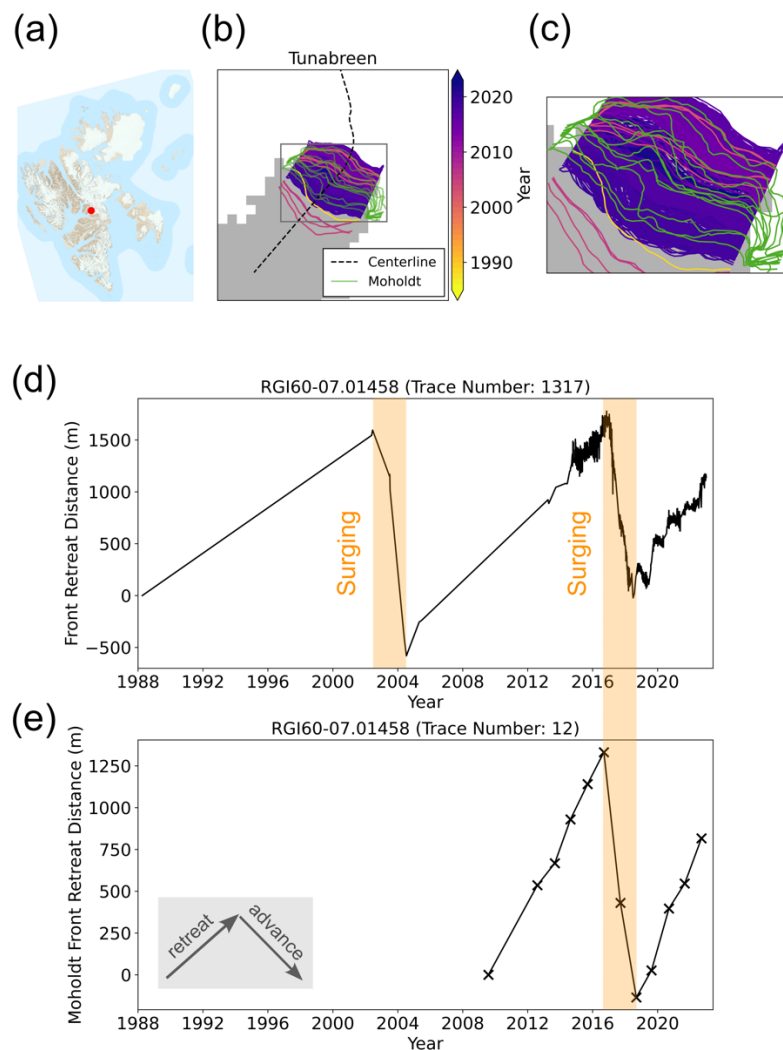 (a)
(b)
(c)
Tunabreen
2020
2010
2000
1990
Year
Centerline
Moholdt
(d)
RGI60-07.01458 (Trace Number: 1317)
Front Retreat Distance (m)
1500
1000
500
0
−500
Surging
Surging
1988 1992 1996 2000 2004 2008 2012 2016 2020
Year
(e)
RGI60-07.01458 (Trace Number: 12)
Moholdt Front Retreat Distance (m)
1250
1000
750
500
250
0
retreat
advance
1988 1992 1996 2000 2004 2008 2012 2016 2020
Year